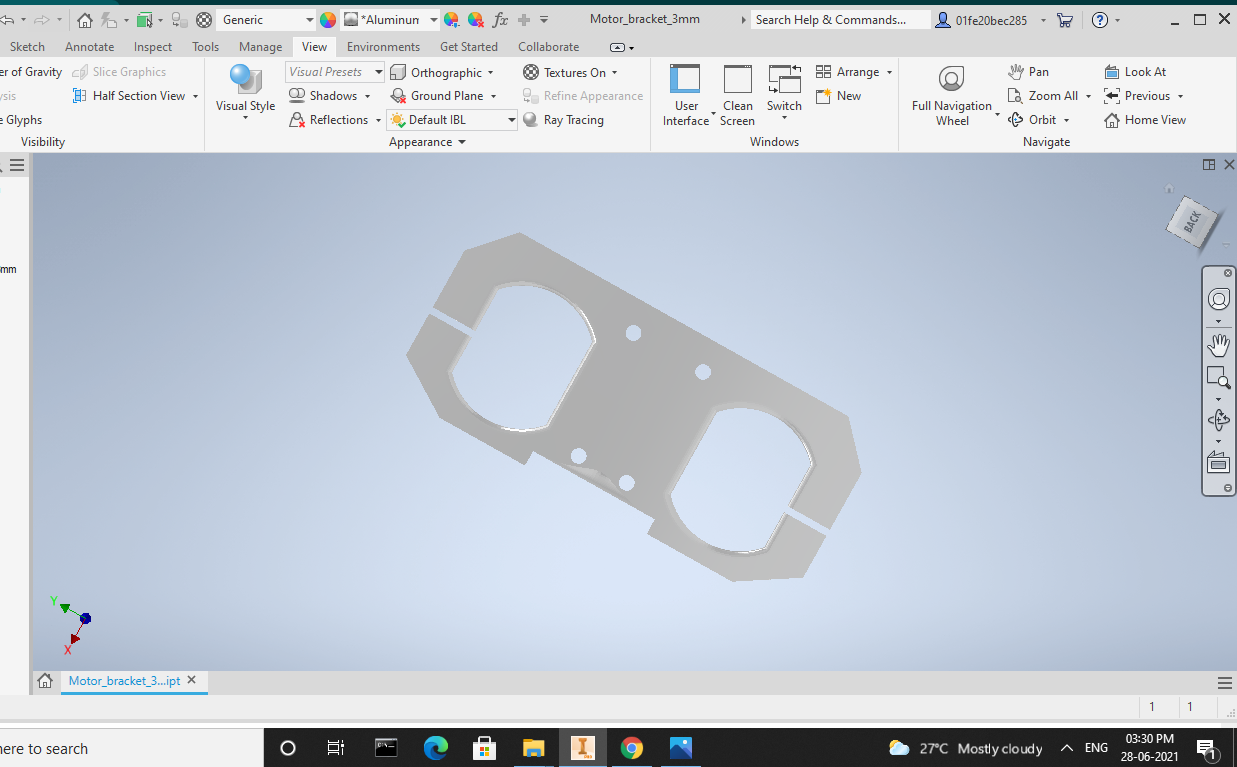 Generic
*Aluminun
fx
Motor_bracket_3mm
Search Help & Commands...
01fe20bec285
?
Sketch Annotate Inspect Tools Manage View Environments Get Started Collaborate
er of Gravity
Slice Graphics
Visual Presets
Orthographic
Textures On
Arrange
Pan
Look At
ysis
Half Section View
Shadows
Ground Plane
Refine Appearance
New
Zoom All
Previous
e Glyphs
Visual Style
Reflections
Default IBL
Ray Tracing
User Interface
Clean Screen
Switch
Full Navigation Wheel
Orbit
Home View
Visibility
Appearance
Windows
Navigate
BACK
mm
Y
X
Motor_bracket_3...ipt
1 1
here to search
27°C Mostly cloudy
ENG
03:30 PM
28-06-2021
1